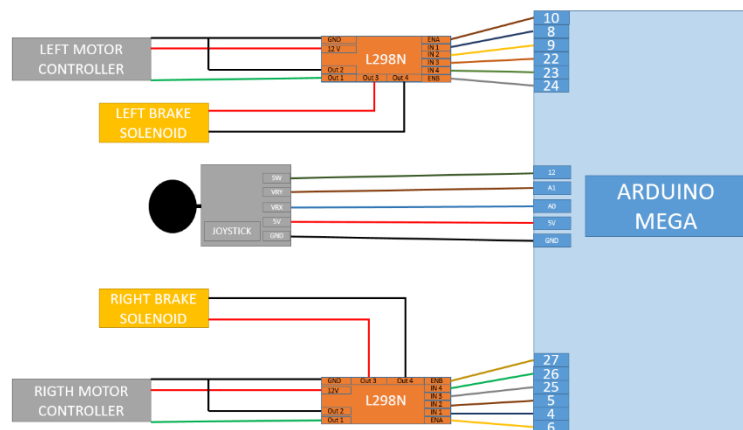 LEFT MOTOR
CONTROLLER
GND
12 V
Out 2
Out 1
Out 3
Out 4
L298N
ENA
IN 1
IN 2
IN 3
IN 4
ENB
10
8
9
22
23
24
LEFT BRAKE
SOLENOID
JOYSTICK
SW
VRY
VRX
5V
GND
12
A1
A0
5V
GND
ARDUINO
MEGA
RIGHT BRAKE
SOLENOID
RIGTH MOTOR
CONTROLLER
GND
12V
Out 2
Out 1
Out 3
Out 4
L298N
ENB
IN 4
IN 3
IN 2
IN 1
ENA
27
26
25
5
4
6